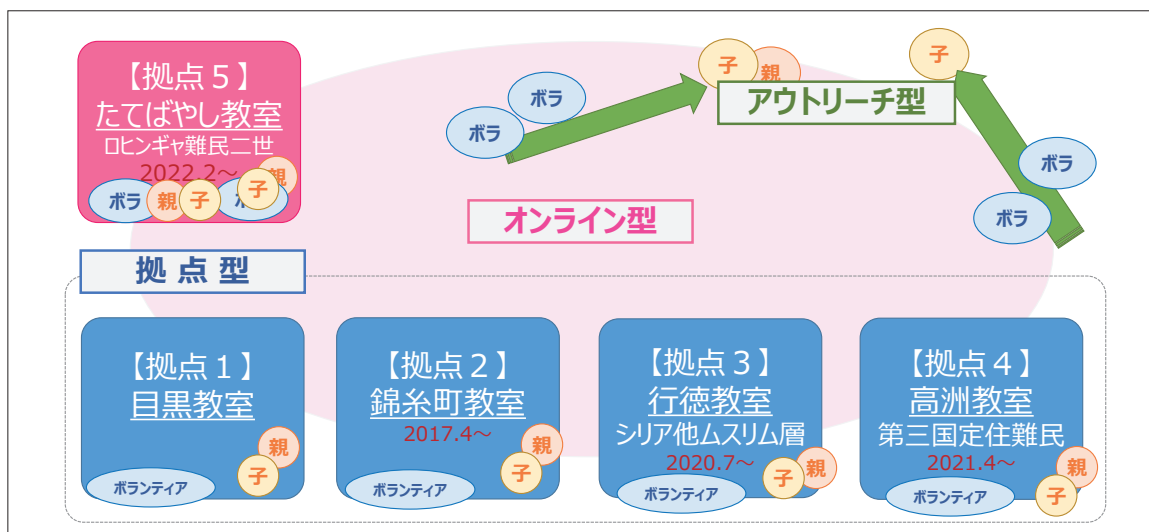 【拠点５】
たてばやし教室
ロヒンギャ難民二世
2022.2～
ボラ
親
子
子
親
ボ
ボラ
ボラ
子
親
アウトリーチ型
子
ボラ
ボラ
オンライン型
拠 点 型
【拠点１】
目黒教室
親
子
ボランティア
【拠点２】
錦糸町教室
2017.4～
親
子
ボランティア
【拠点３】
行徳教室
シリア他ムスリム層
2020.7～
親
子
ボランティア
【拠点４】
高洲教室
第三国定住難民
2021.4～
親
子
ボランティア